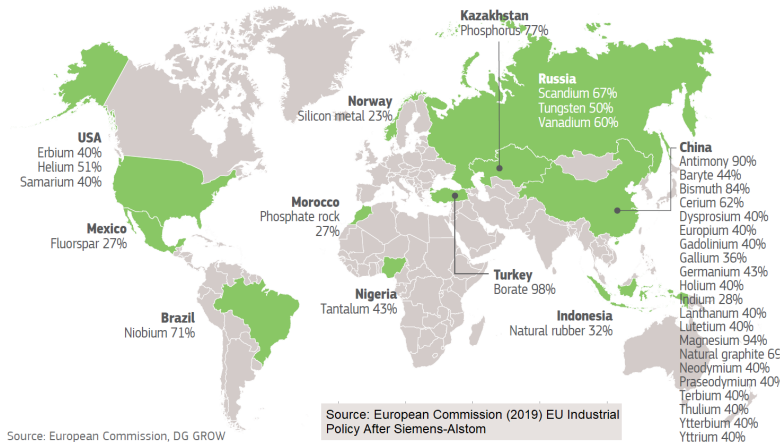 Kazakhstan
Phosphorus 77%
Russia
Scandium 67%
Tungsten 50%
Vanadium 60%
Norway
Silicon metal 23%
USA
Erbium 40%
Helium 51%
Samarium 40%
China
Antimony 90%
Baryte 44%
Bismuth 84%
Cerium 62%
Dysprosium 40%
Europium 40%
Gadolinium 40%
Gallium 36%
Germanium 43%
Holium 40%
Indium 28%
Lanthanum 40%
Lutetium 40%
Magnesium 94%
Natural graphite 69
Neodymium 40%
Praseodymium 40%
Terbium 40%
Thulium 40%
Ytterbium 40%
Yttrium 40%
Morocco
Phosphate rock
27%
Mexico
Fluorspar 27%
Turkey
Borate 98%
Nigeria
Tantalum 43%
Indonesia
Natural rubber 32%
Brazil
Niobium 71%
Source: European Commission (2019) EU Industrial
Policy After Siemens-Alstom
Source: European Commission, DG GROW